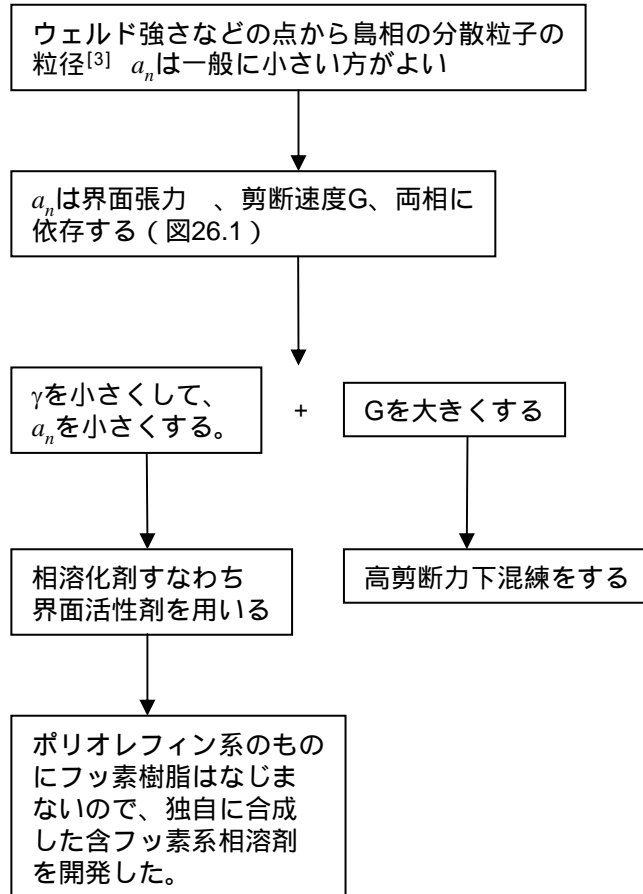 ウェルド強さなどの点から島相の分散粒子の
粒径[3] anは一般に小さい方がよい
anは界面張力　、剪断速度G、両相に
依存する（図26.1）
γを小さくして、
anを小さくする。
+
Gを大きくする
相溶化剤すなわち
界面活性剤を用いる
高剪断力下混練をする
ポリオレフィン系のもの
にフッ素樹脂はなじま
ないので、独自に合成
した含フッ素系相溶剤
を開発した。